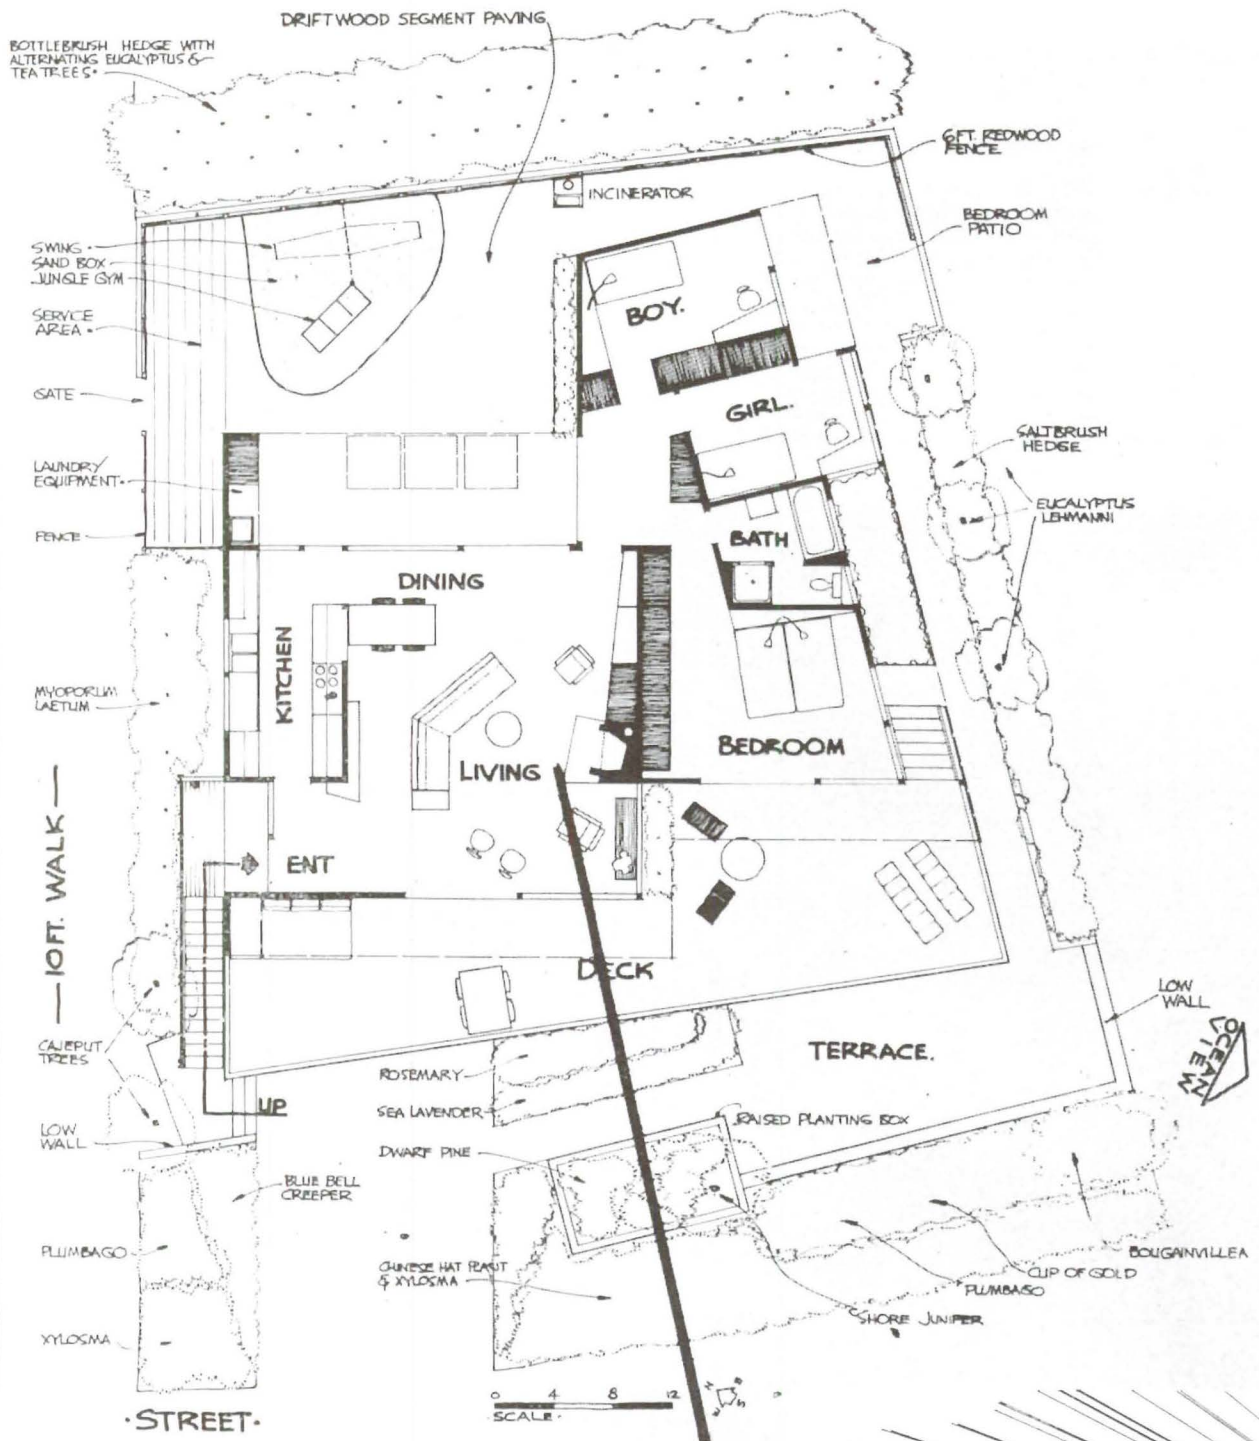 DRIFTWOOD SEGMENT PAVING
BOTTLEBRUSH HEDGE WITH
ALTERNATING EUCALYPTUS &
TEA TREES
6FT. REDWOOD
FENCE
INCINERATOR
BEDROOM
PATIO
SWING
SAND BOX
JUNGLE GYM
SERVICE
AREA
BOY.
GATE
GIRL.
SALTBRUSH
HEDGE
LAUNDRY/
EQUIPMENT
EUCALYPTUS
LEHMANNI
FENCE
BATH
DINING
KITCHEN
MYOPORUM
LAETUM
BEDROOM
LIVING
10 FT. WALK
ENT
DECK
LOW
WALL
OCEAN
VIEW
CAJEPUT
TREES
TERRACE.
ROSEMARY
UP
SEA LAVENDER
RAISED PLANTING BOX
LOW
WALL
DWARF PINE
BLUE BELL
CREEPER
PLUMBAGO
BOUGAINVILLEA
CHINESE HAT PLANT
& XYLOSMA
CUP OF GOLD
PLUMBAGO
SHORE JUNIPER
XYLOSMA
0 4 8 12
SCALE
N E
W S
STREET